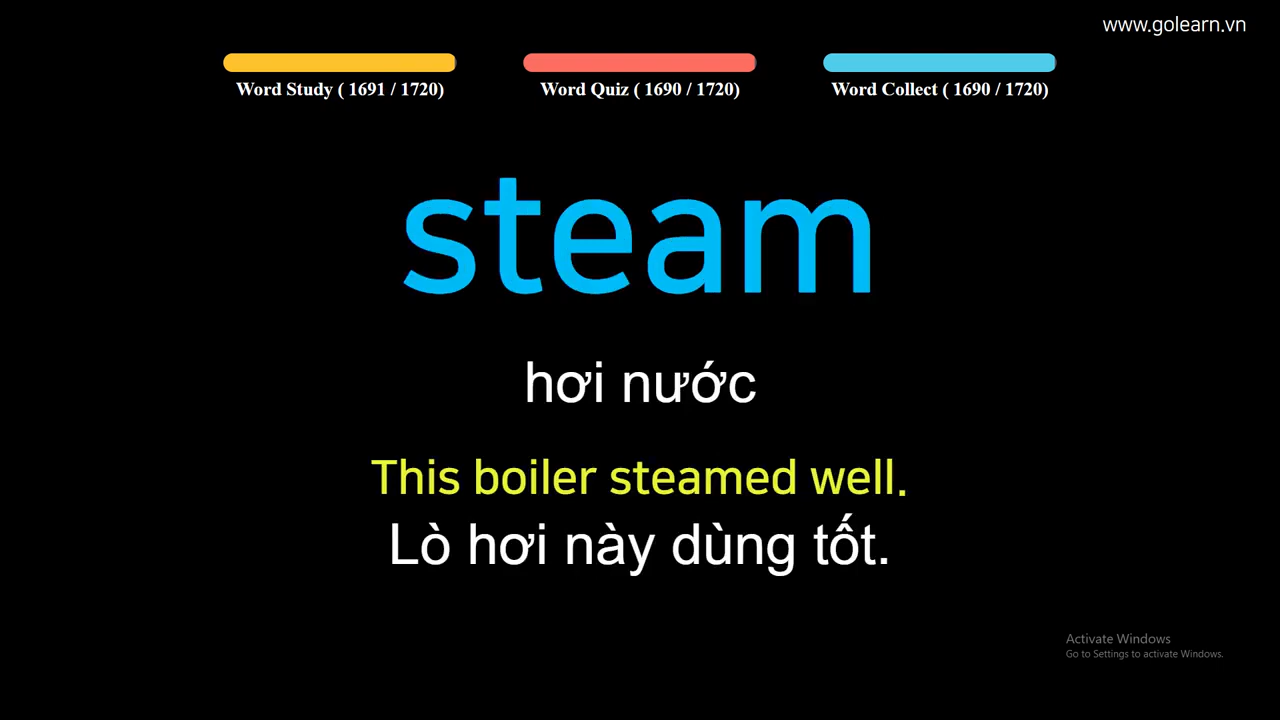 www.golearn.vn
Word Study ( 1691 / 1720)
Word Quiz ( 1690 / 1720)
Word Collect ( 1690 / 1720)
steam
hơi nước
This boiler steamed well.
Lò hơi này dùng tốt.
Activate Windows
Go to Settings to activate Windows.